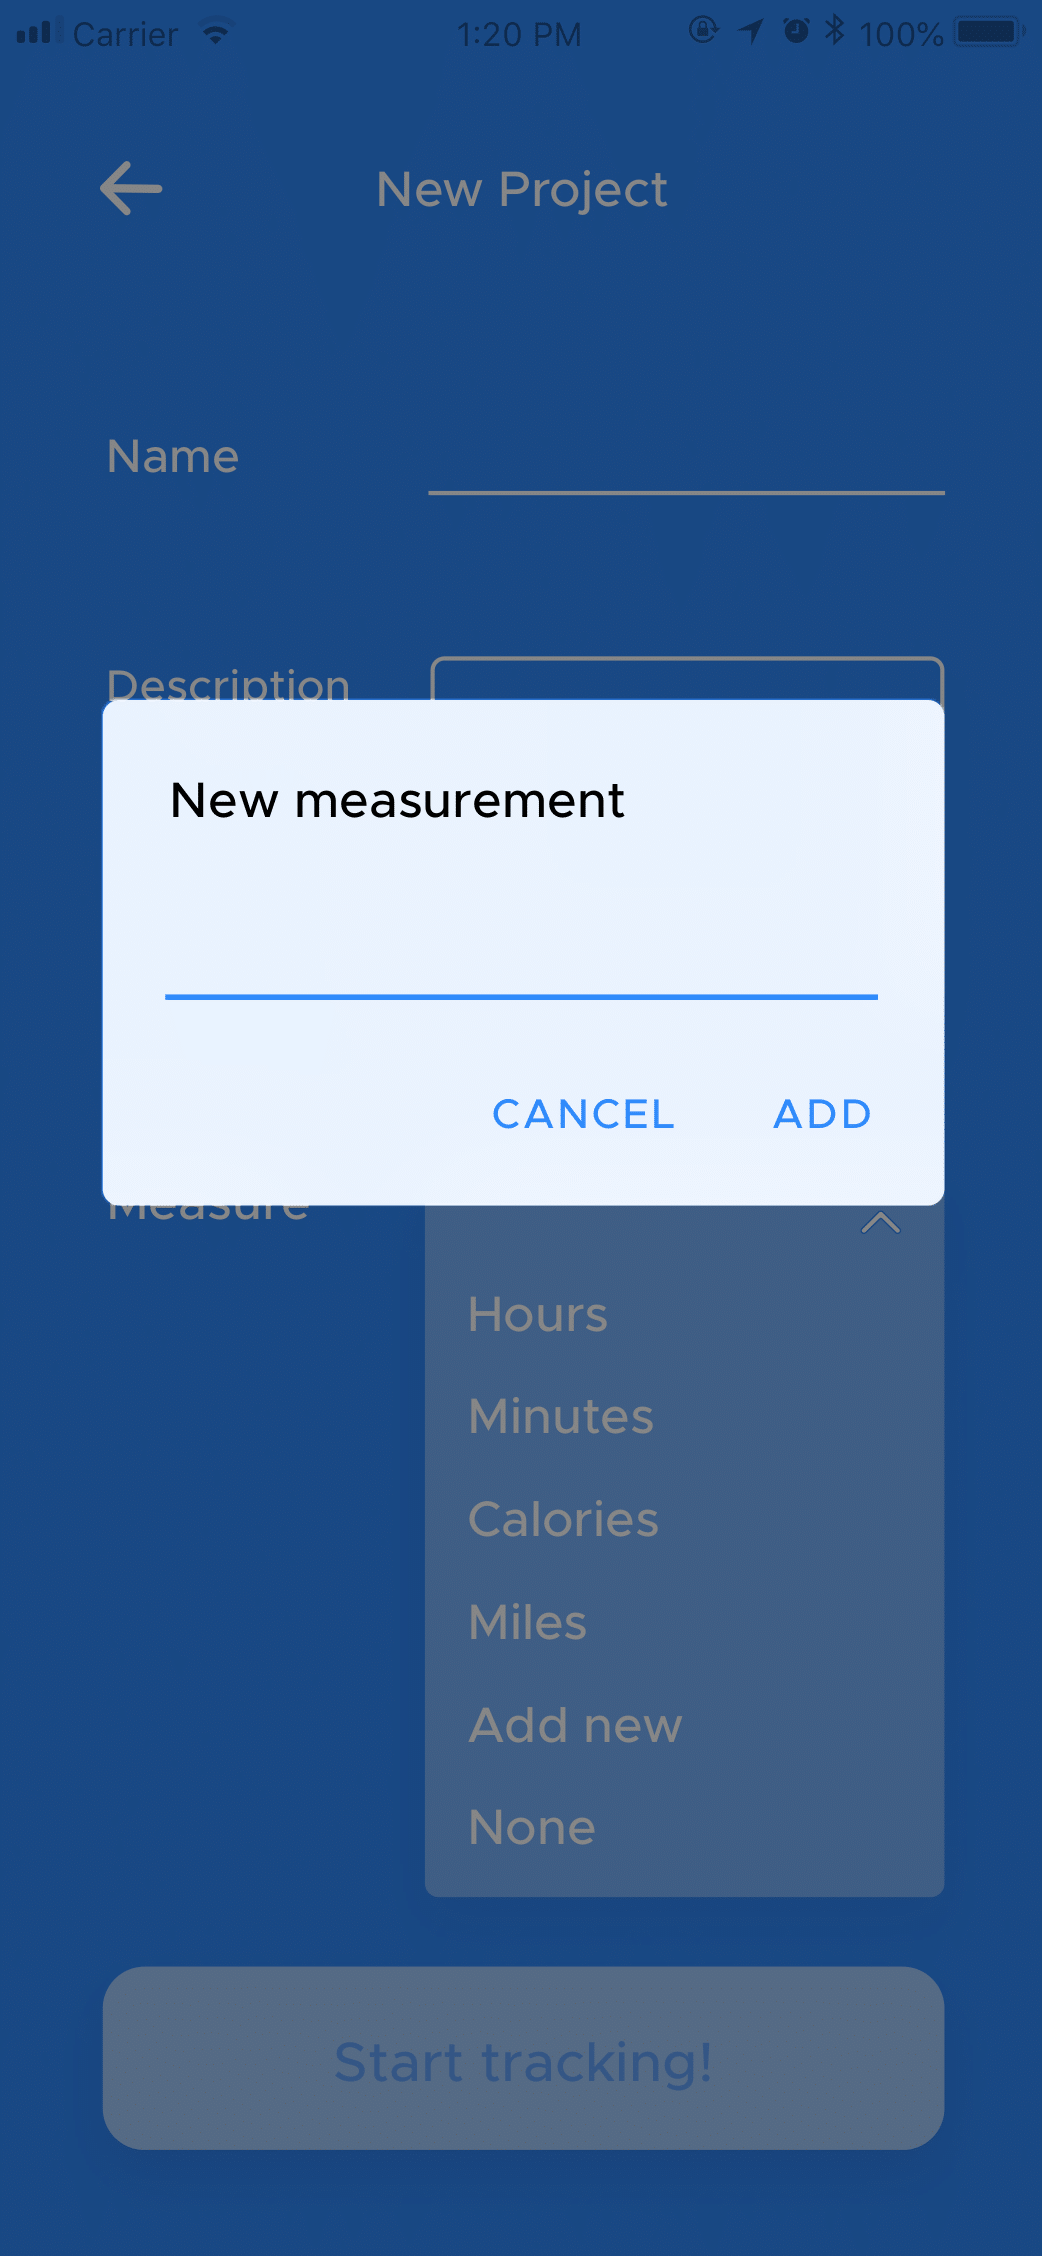 Carrier 1:20 PM 100%
New Project
Name
Description
New measurement
CANCEL ADD
Measure
Hours
Minutes
Calories
Miles
Add new
None
Start tracking!